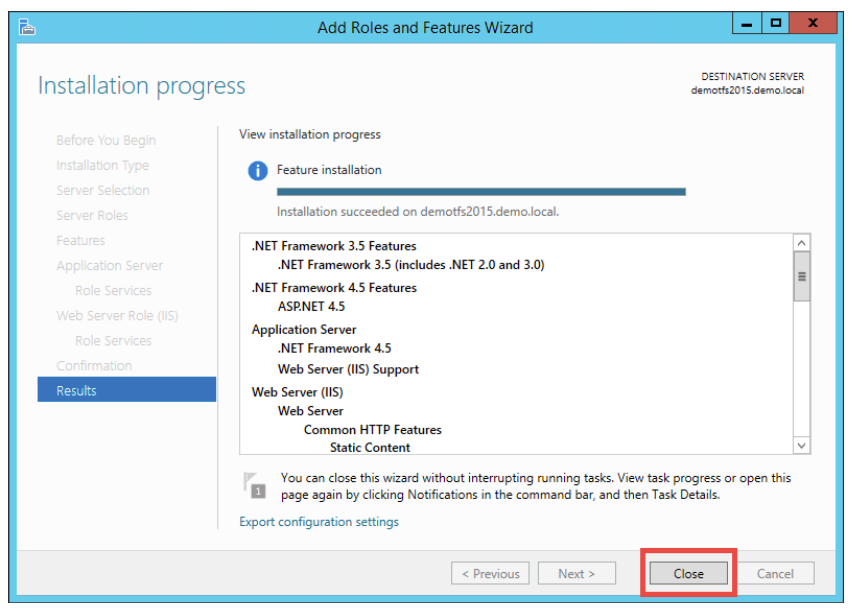 Add Roles and Features Wizard
Installation progress
DESTINATION SERVER
demotfs2015.demo.local
Before You Begin
Installation Type
Server Selection
Server Roles
Features
Application Server
Role Services
Web Server Role (IIS)
Role Services
Confirmation
Results
View installation progress
Feature installation
Installation succeeded on demotfs2015.demo.local.
.NET Framework 3.5 Features
.NET Framework 3.5 (includes .NET 2.0 and 3.0)
.NET Framework 4.5 Features
ASP.NET 4.5
Application Server
.NET Framework 4.5
Web Server (IIS) Support
Web Server (IIS)
Web Server
Common HTTP Features
Static Content
1
You can close this wizard without interrupting running tasks. View task progress or open this
page again by clicking Notifications in the command bar, and then Task Details.
Export configuration settings
< Previous
Next >
Close
Cancel